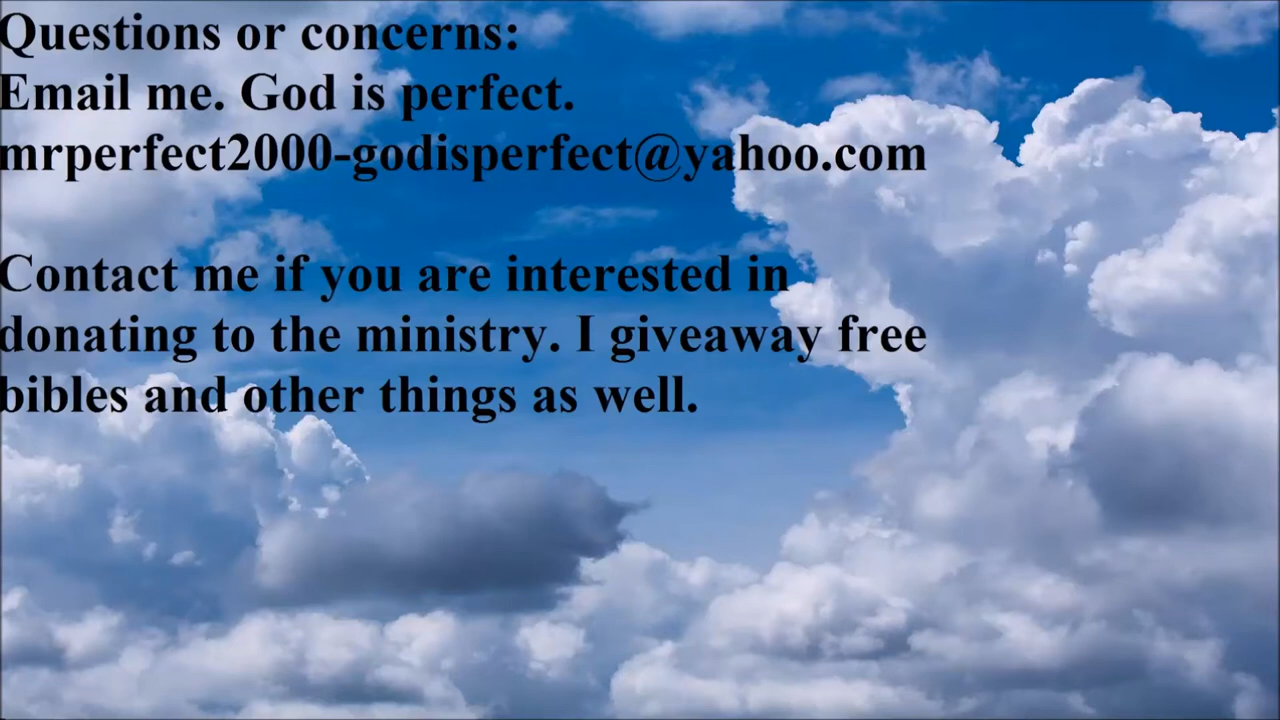 Questions or concerns:
Email me. God is perfect.
mrperfect2000-godisperfect@yahoo.com
Contact me if you are interested in
donating to the ministry. I giveaway free
bibles and other things as well.